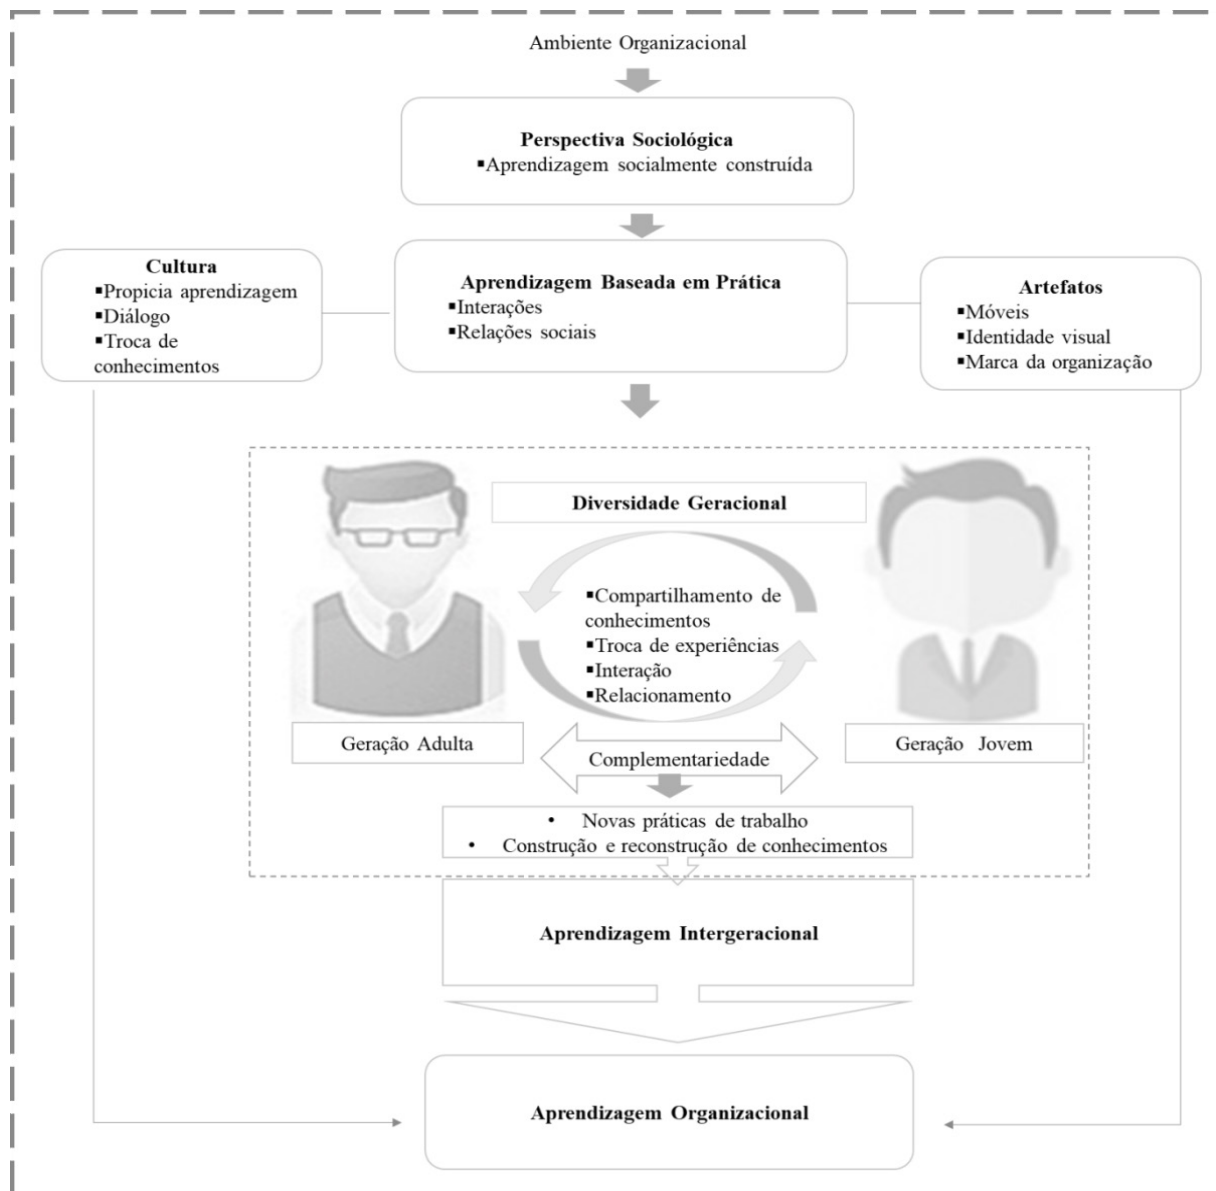 Ambiente Organizacional
Perspectiva Sociológica
▪Aprendizagem socialmente construída
Cultura
▪Propicia aprendizagem
▪Diálogo
▪Troca de
conhecimentos
Aprendizagem Baseada em Prática
▪Interações
▪Relações sociais
Artefatos
▪Móveis
▪Identidade visual
▪Marca da organização
Diversidade Geracional
▪Compartilhamento de
conhecimentos
▪Troca de experiências
▪Interação
▪Relacionamento
Geração Adulta
Geração Jovem
Complementariedade
• Novas práticas de trabalho
• Construção e reconstrução de conhecimentos
Aprendizagem Intergeracional
Aprendizagem Organizacional